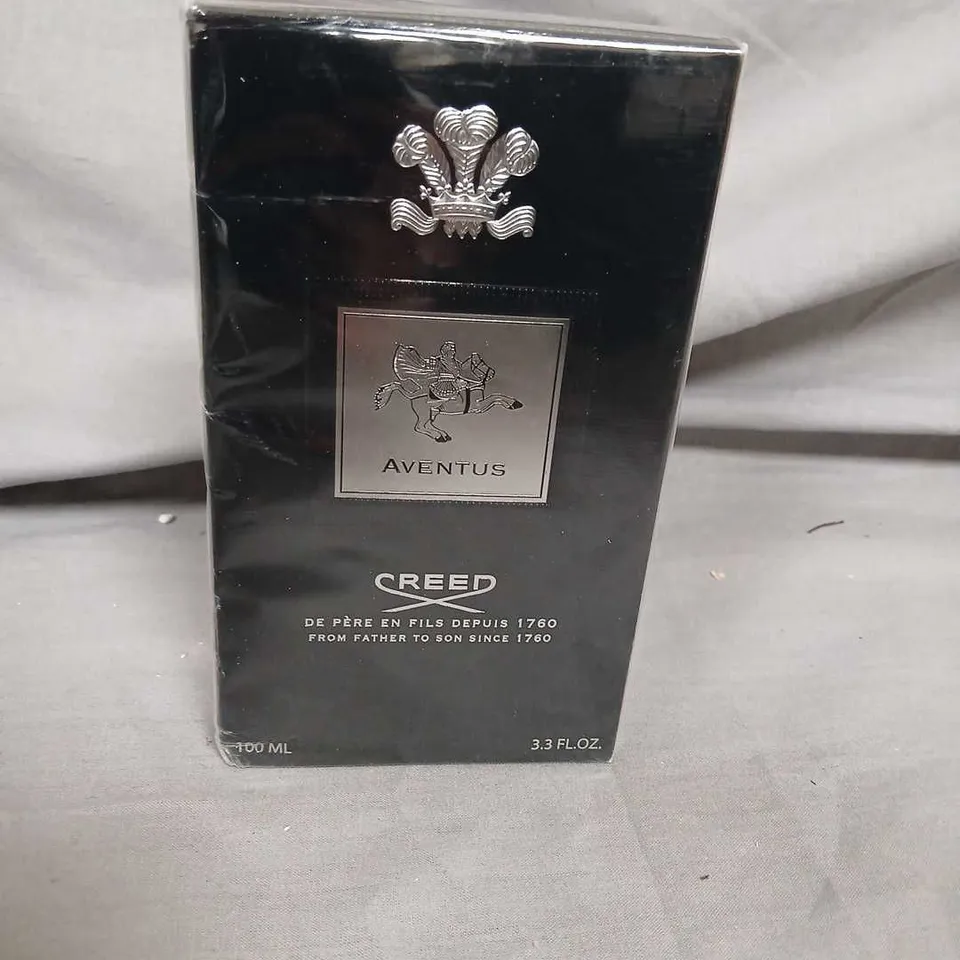 AVENTUS
CREED
DE PÈRE EN FILS DEPUIS 1760
FROM FATHER TO SON SINCE 1760
100 ML
3.3 FL.OZ.